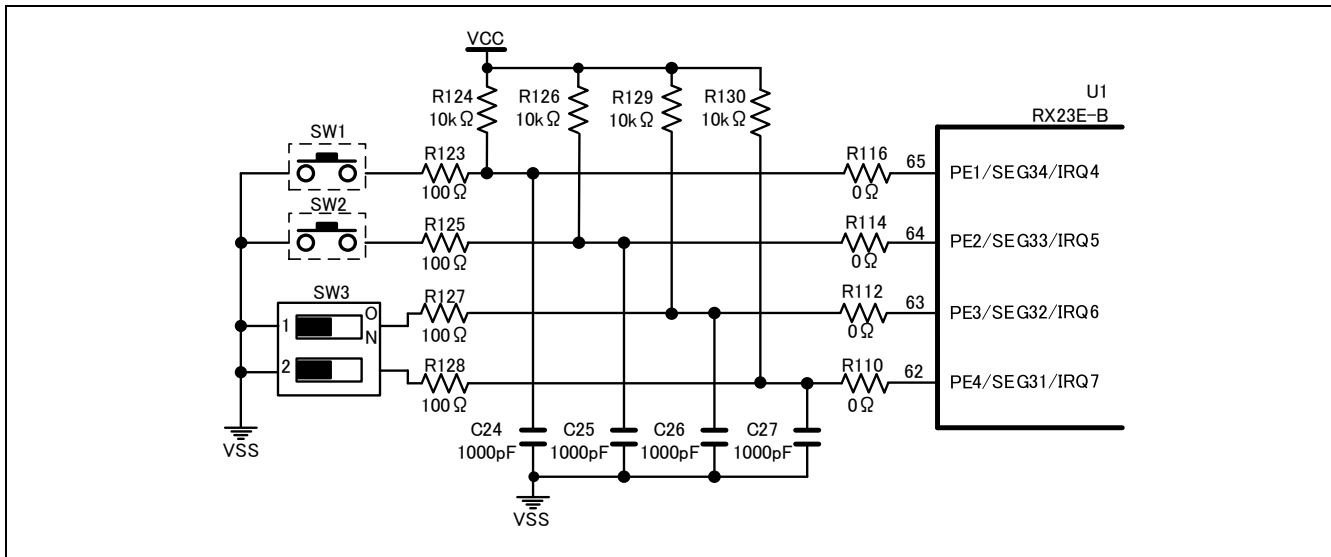 VCC
R124
10kΩ
R126
10kΩ
R129
10kΩ
R130
10kΩ
U1
RX23E-B
SW1
R123
100Ω
R116
0Ω
65
PE1/SEG34/IRQ4
SW2
R125
100Ω
R114
0Ω
64
PE2/SEG33/IRQ5
SW3
1
2
O
N
R127
100Ω
R112
0Ω
63
PE3/SEG32/IRQ6
R128
100Ω
R110
0Ω
62
PE4/SEG31/IRQ7
C24
1000pF
C25
1000pF
C26
1000pF
C27
1000pF
VSS
VSS